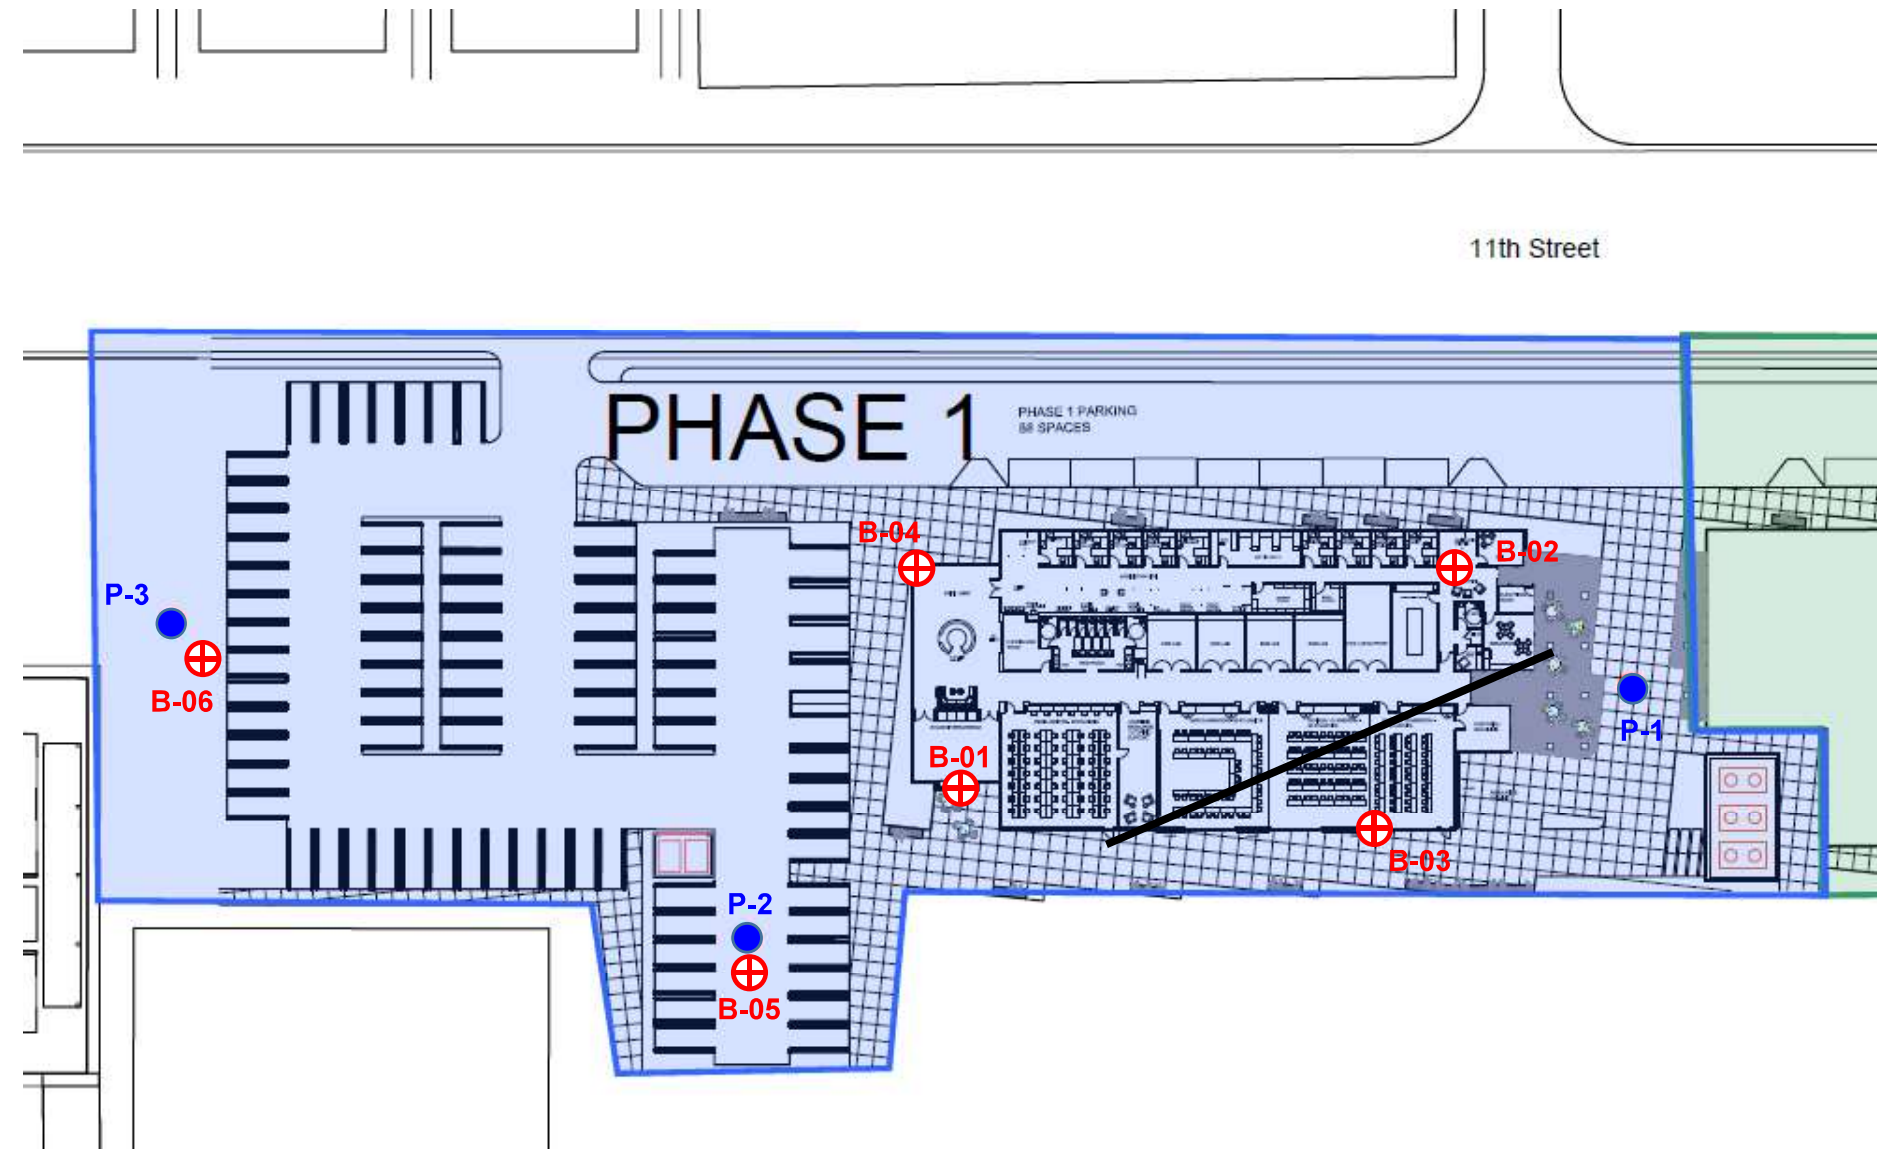 11th Street
PHASE 1
PHASE 1 PARKING
88 SPACES
B-04
B-02
P-3
B-06
P-1
B-01
B-03
P-2
B-05